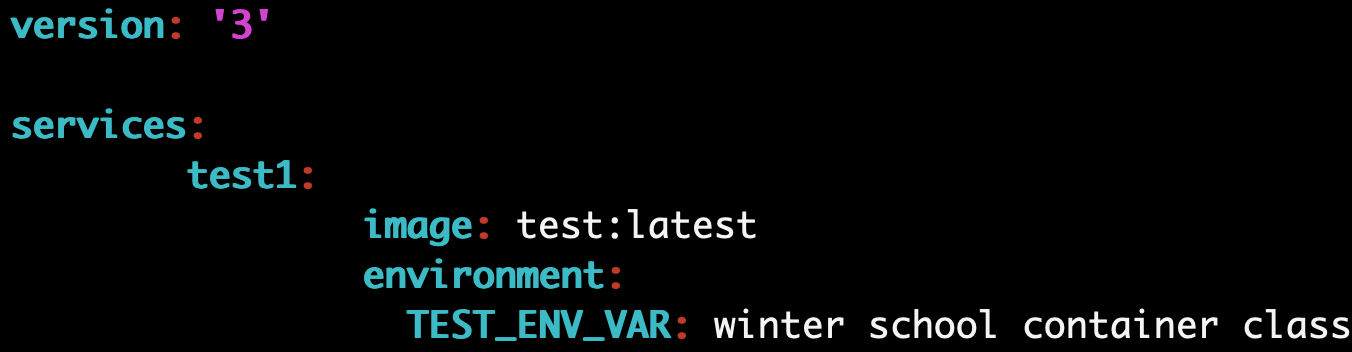 version: '3'
services:
test1:
image: test:latest
environment:
TEST_ENV_VAR: winter school container class